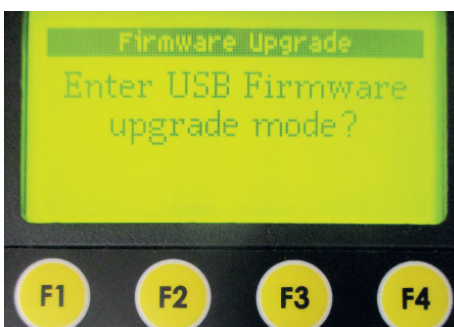 Firmware Upgrade
Enter USB Firmware
upgrade mode?
F1 F2 F3 F4